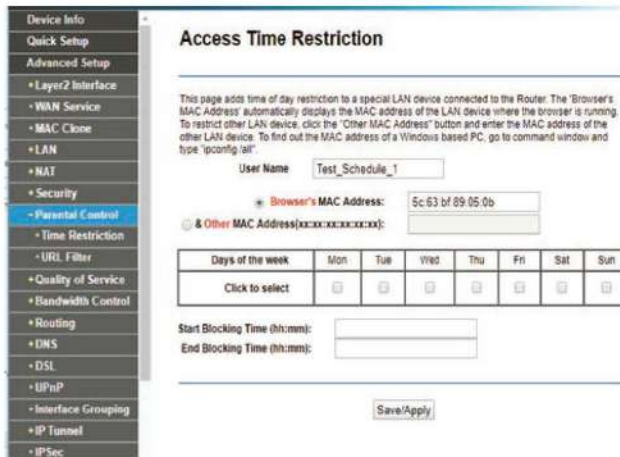 Device Info
Quick Setup
Advanced Setup
+Layer2 Interface
•WAN Service
•MAC Clone
+LAN
+NAT
+Security
-Parental Control
•Time Restriction
•URL Filter
+Quality of Service
+Bandwidth Control
+Routing
+DNS
+DSL
•UPnP
•Interface Grouping
+IP Tunnel
•IPSec
Access Time Restriction
This page adds time of day restriction to a special LAN device connected to the Router. The 'Browser's
MAC Address' automatically displays the MAC address of the LAN device where the browser is running.
To restrict other LAN device, click the "Other MAC Address" button and enter the MAC address of the
other LAN device. To find out the MAC address of a Windows based PC, go to command window and
type "ipconfig /all".
User Name Test_Schedule_1
Browser's MAC Address: 5c:63:bf:89:05:0b
& Other MAC Address(xx:xx:xx:xx:xx:xx):
Days of the week Mon Tue Wed Thu Fri Sat Sun
Click to select
Start Blocking Time (hh:mm):
End Blocking Time (hh:mm):
Save/Apply